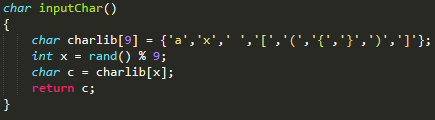 char inputChar()
{
    char charlib[9] = {'a','x',' ','[','(','{','}',')',']'};
    int x = rand() % 9;
    char c = charlib[x];
    return c;
}